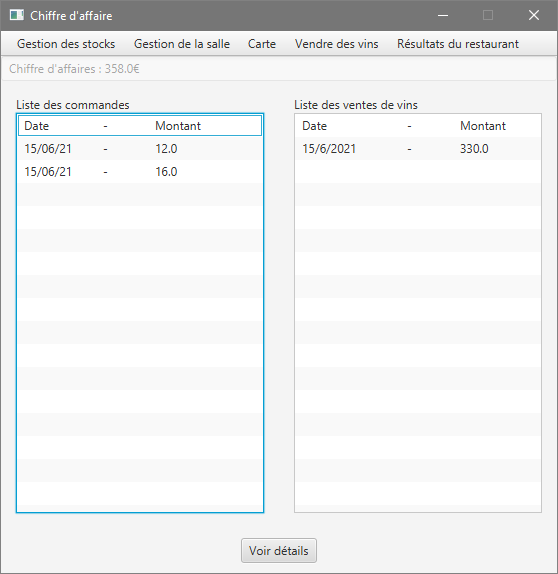 Chiffre d'affaire
Gestion des stocks Gestion de la salle Carte Vendre des vins Résultats du restaurant
Chiffre d'affaires : 358.0€
Liste des commandes
Date - Montant
15/06/21 - 12.0
15/06/21 - 16.0
Liste des ventes de vins
Date - Montant
15/6/2021 - 330.0
Voir détails